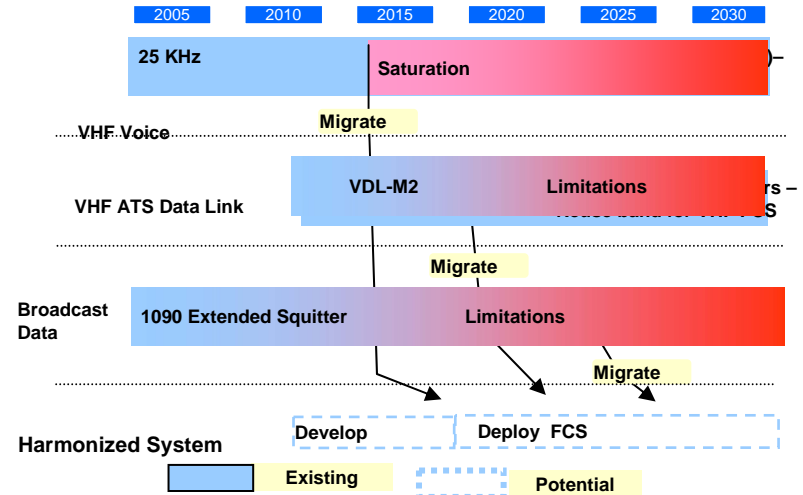 2005 2010 2015 2020 2025 2030
25 KHz
)–
Saturation
Migrate
VHF Voice
VDL-M2 Limitations
rs –
VHF ATS Data Link
Migrate
Broadcast
Data
1090 Extended Squitter Limitations
Migrate
Develop Deploy FCS
Harmonized System
Existing
Potential